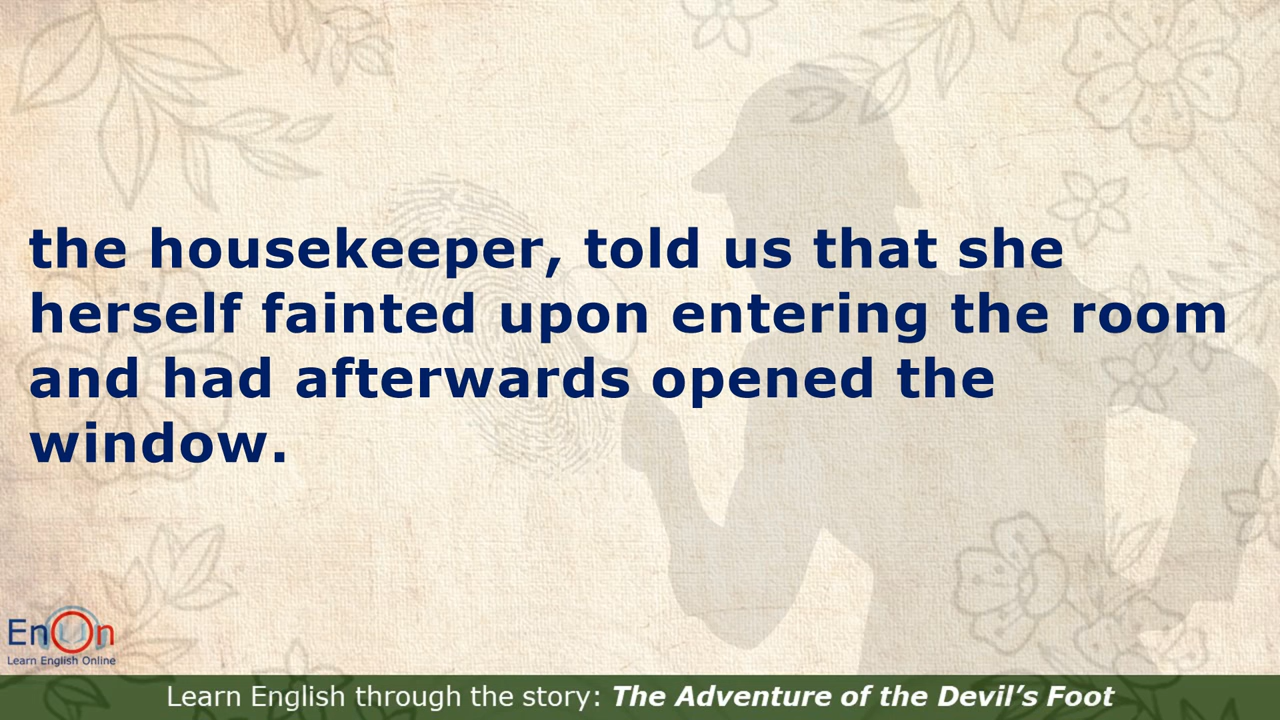 the housekeeper, told us that she
herself fainted upon entering the room
and had afterwards opened the
window.
EnOn
Learn English Online
Learn English through the story: The Adventure of the Devil’s Foot